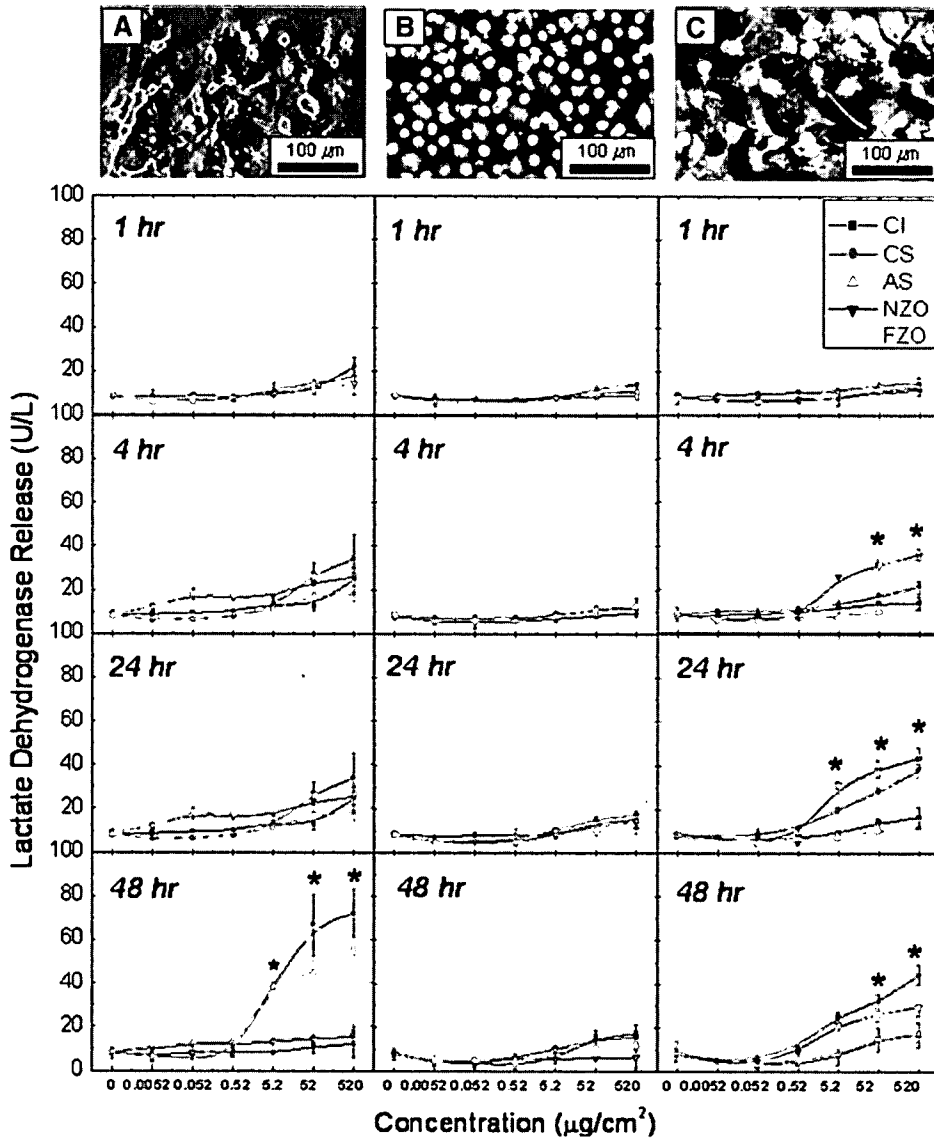 A B C
100 µm 100 µm 100 µm
100
80
60
40
20
1 hr 1 hr 1 hr
CI
CS
AS
NZO
FZO
100
80
60
40
20
4 hr 4 hr 4 hr
* *
100
80
60
40
20
24 hr 24 hr 24 hr
* * *
100
80
60
40
20
0
48 hr 48 hr 48 hr
* * *
* *
Lactate Dehydrogenase Release (U/L)
0 0.0052 0.052 0.52 5.2 52 520 0 0.0052 0.052 0.52 5.2 52 520 0 0.0052 0.052 0.52 5.2 52 520
Concentration (µg/cm²)